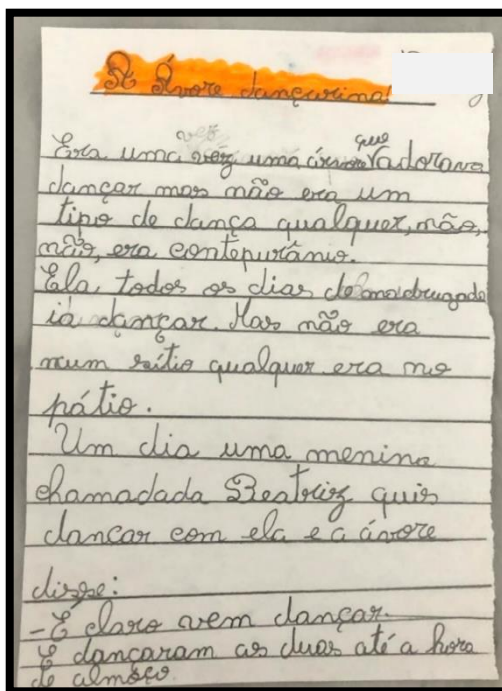 A Ávore dançarina!
vez que
Era uma vez uma árvore adorava
dançar mas não era um
tipo de dança qualquer, não,
não, era contepurânio.
Ela, todos os dias de madrugada
ia dançar. Mas não era
num sítio qualquer era no
pátio.
Um dia uma menina
chamadada Beatriz quis
dancar com ela e a árvore
disse:
-É claro vem dançar.
E dançaram as duas até a hora
de almoço.